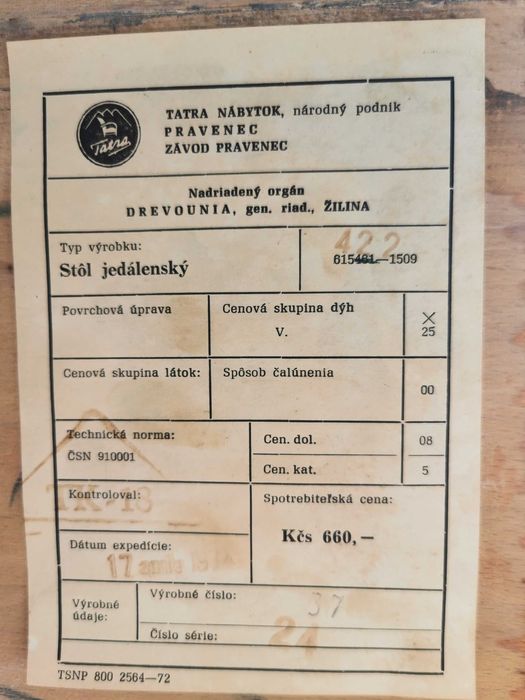 Tatra
TATRA NÁBYTOK, národný podnik
PRAVENEC
ZÁVOD PRAVENEC
Nadriadený orgán
DREVOUNIA, gen. riad., ŽILINA
Typ výrobku:
Stôl jedálenský
422
615461.—1509
Povrchová úprava
Cenová skupina dýh
V.
X
25
Cenová skupina látok:
Spôsob čalúnenia
00
Technická norma:
ČSN 910001
Cen. dol.
08
Cen. kat.
5
Kontroloval:
TK-18
Spotrebiteľská cena:
Kčs 660,—
Dátum expedície:
17
Výrobné
údaje:
Výrobné číslo:
37
Číslo série:
24
TSNP 800 2564—72